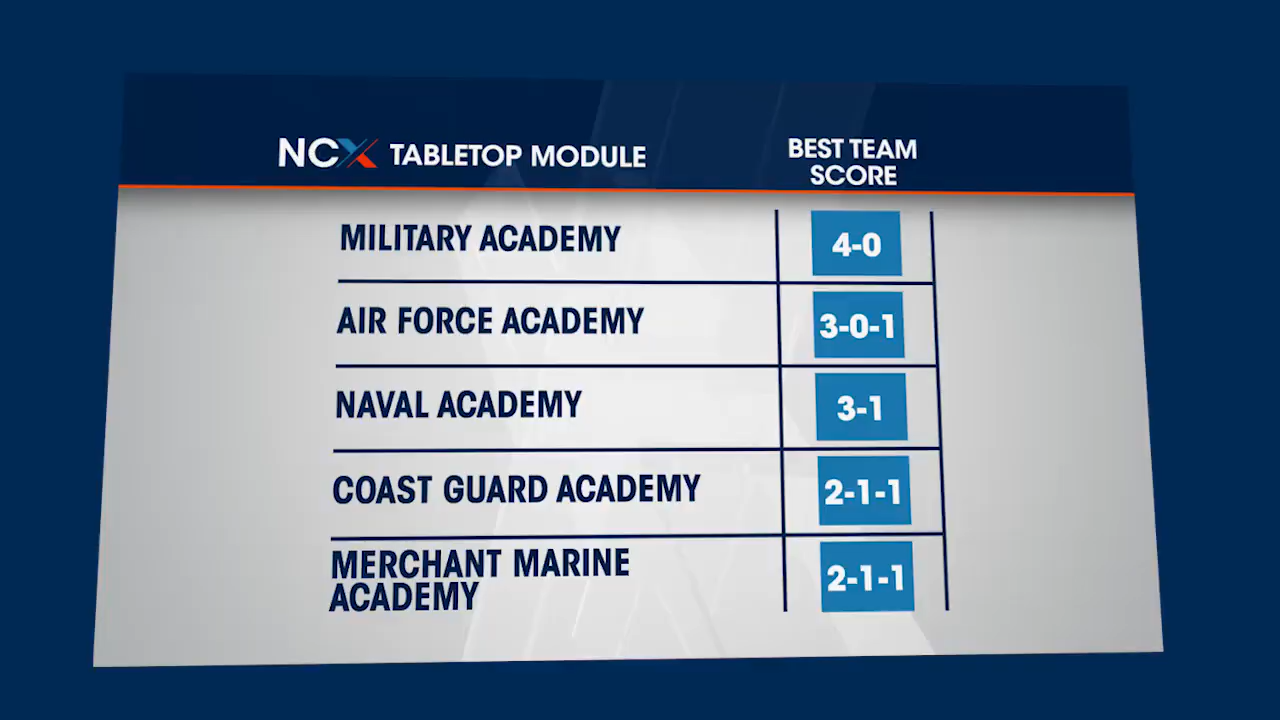 NCX TABLETOP MODULE
BEST TEAM
SCORE
MILITARY ACADEMY
4-0
AIR FORCE ACADEMY
3-0-1
NAVAL ACADEMY
3-1
COAST GUARD ACADEMY
2-1-1
MERCHANT MARINE
ACADEMY
2-1-1